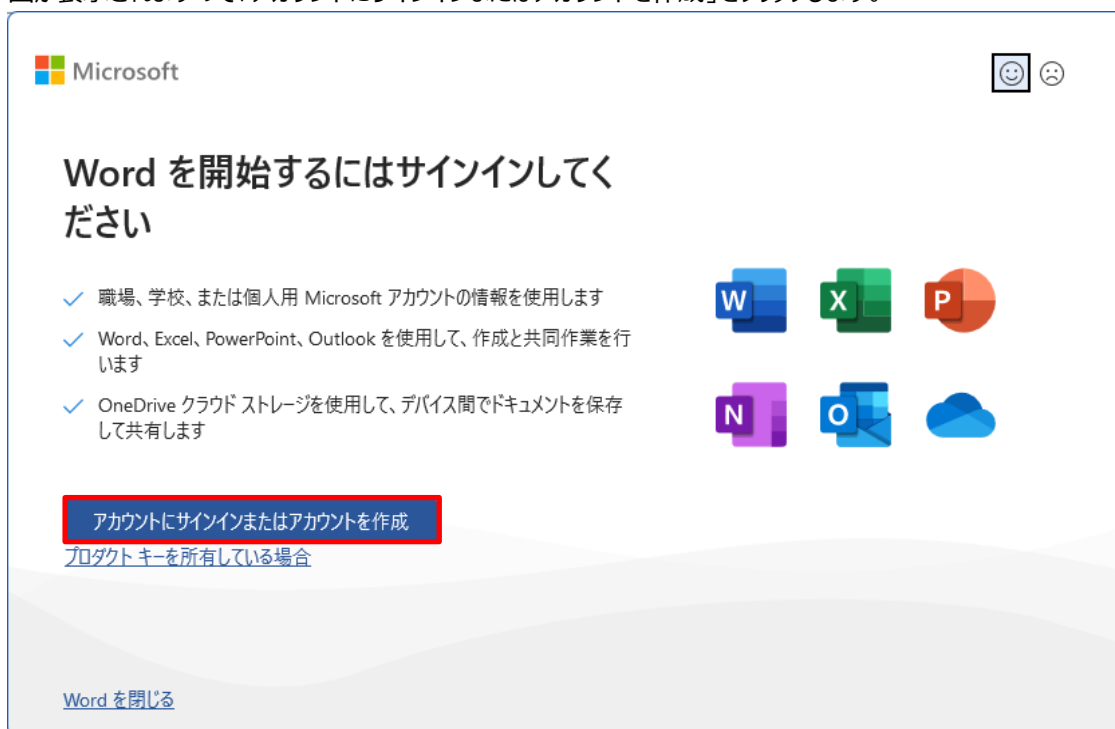 Microsoft
Word を開始するにはサインインしてく
ださい
職場、学校、または個人用 Microsoft アカウントの情報を使用します
Word、Excel、PowerPoint、Outlook を使用して、作成と共同作業を行
います
OneDrive クラウド ストレージを使用して、デバイス間でドキュメントを保存
して共有します
W
X
P
N
O
アカウントにサインインまたはアカウントを作成
プロダクト キーを所有している場合
Word を閉じる